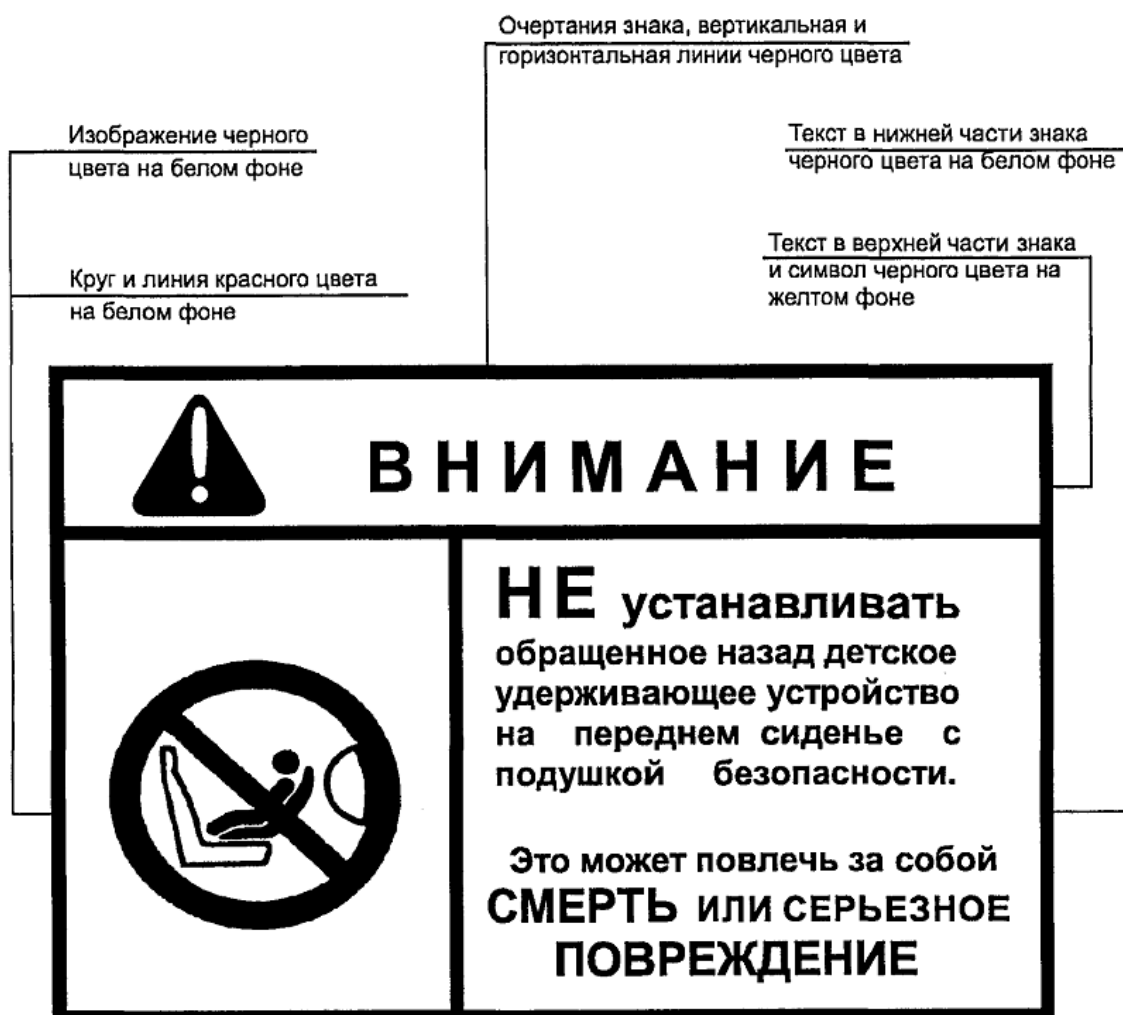 Очертания знака, вертикальная и
горизонтальная линии черного цвета
Изображение черного
цвета на белом фоне
Текст в нижней части знака
черного цвета на белом фоне
Круг и линия красного цвета
на белом фоне
Текст в верхней части знака
и символ черного цвета на
желтом фоне
ВНИМАНИЕ
НЕ устанавливать
обращенное назад детское
удерживающее устройство
на переднем сиденье с
подушкой безопасности.
Это может повлечь за собой
СМЕРТЬ ИЛИ СЕРЬЕЗНОЕ
ПОВРЕЖДЕНИЕ